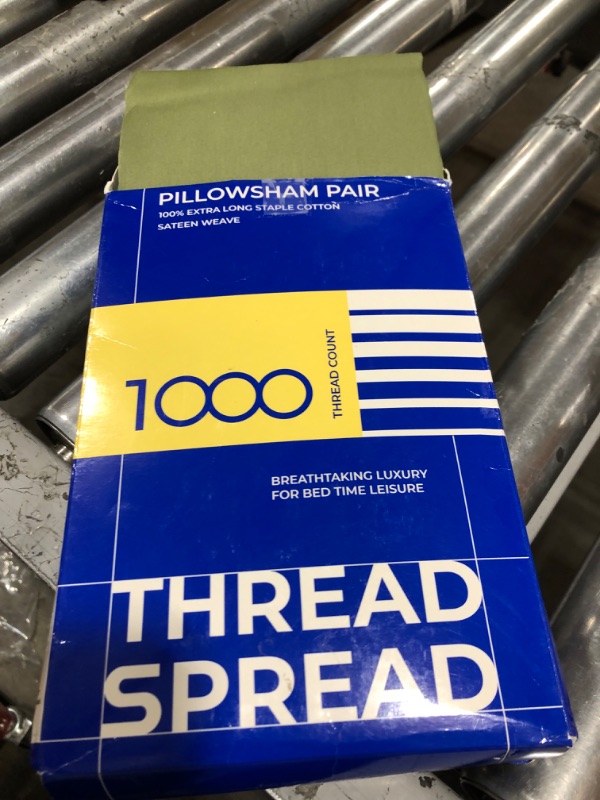 PILLOWSHAM PAIR
100% EXTRA LONG STAPLE COTTON
SATEEN WEAVE
1000
THREAD COUNT
BREATHTAKING LUXURY
FOR BED TIME LEISURE
THREAD
SPREAD